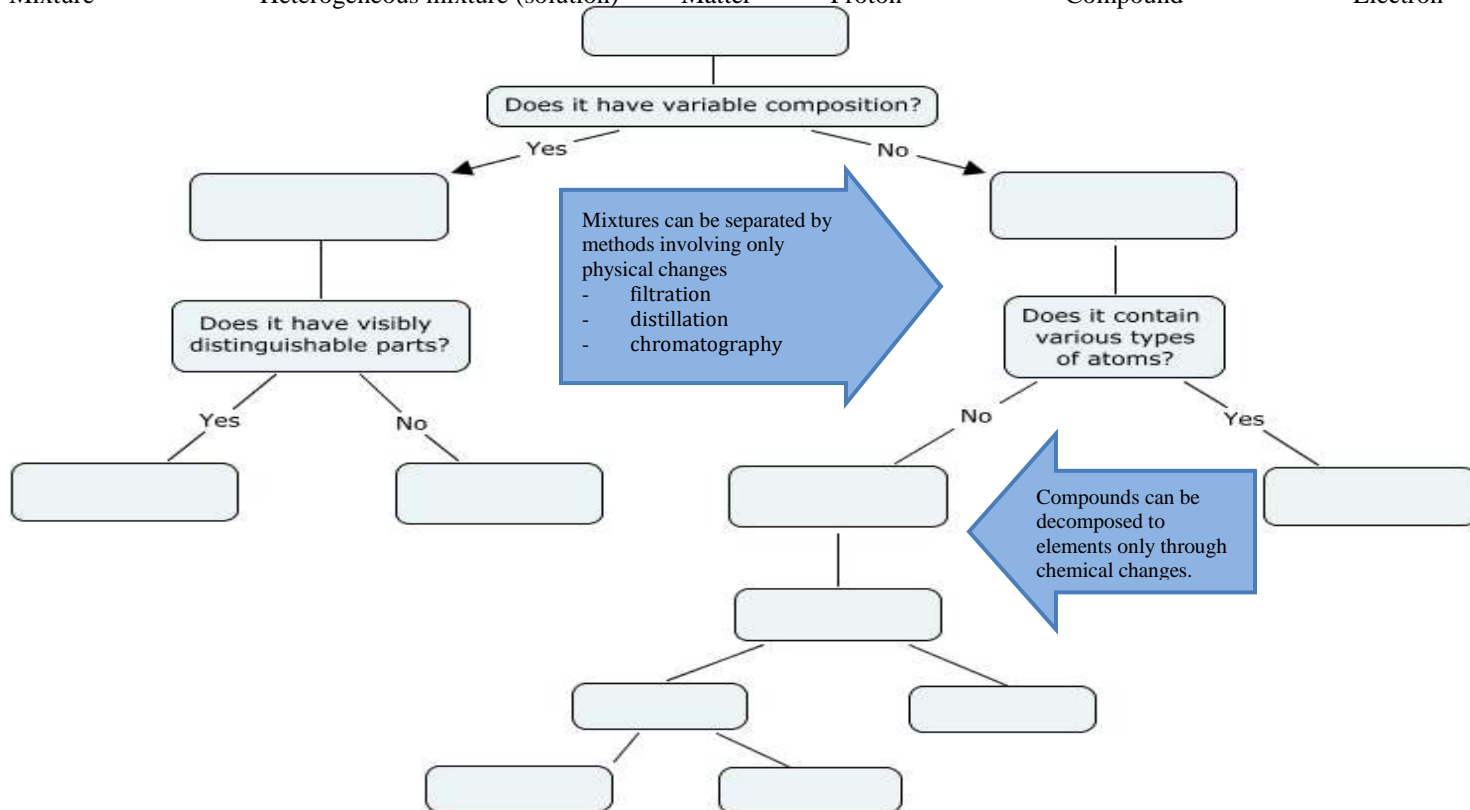 Mixture Heterogeneous mixture (solution) Matter Proton Compound Electron
Does it have variable composition?
Yes
No
Mixtures can be separated by
methods involving only
physical changes
- filtration
- distillation
- chromatography
Does it have visibly
distinguishable parts?
Does it contain
various types
of atoms?
Yes
No
No
Yes
Compounds can be
decomposed to
elements only through
chemical changes.